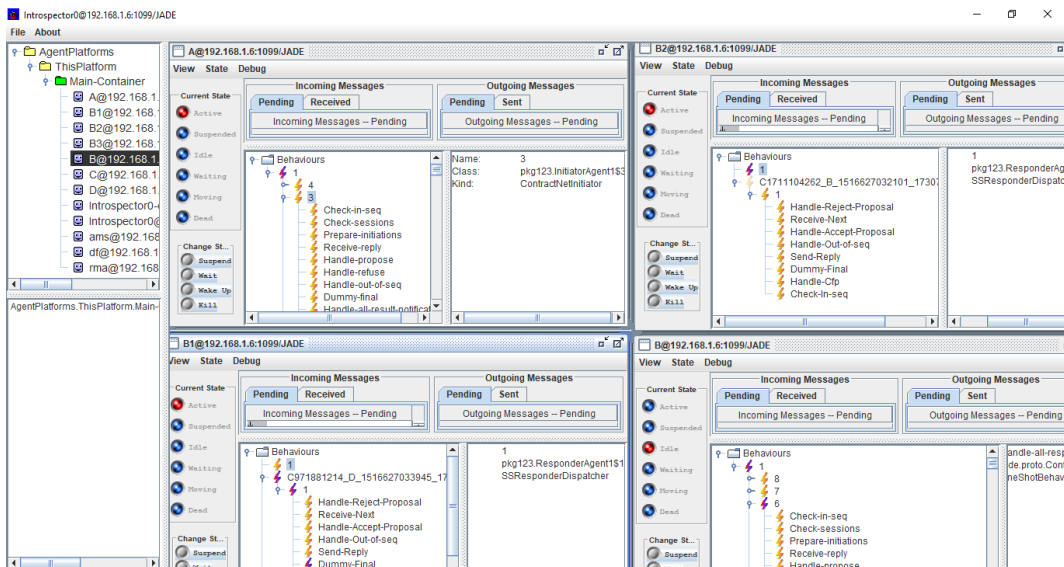 Introspector0@192.168.1.6:1099/JADE
File About
AgentPlatforms
ThisPlatform
Main-Container
A@192.168.1.
B1@192.168.
B2@192.168.
B3@192.168.
B@192.168.1.
C@192.168.1.
D@192.168.1.
Introspector0-
Introspector0@
ams@192.168
df@192.168.1
rma@192.168
AgentPlatforms.ThisPlatform.Main-
A@192.168.1.6:1099/JADE
View State Debug
Current State
Active
Suspended
Idle
Waiting
Moving
Dead
Change St...
Suspend
Wait
Wake Up
Kill
Incoming Messages
Pending Received
Incoming Messages -- Pending
Outgoing Messages
Pending Sent
Outgoing Messages -- Pending
Behaviours
1
4
3
Check-in-seq
Check-sessions
Prepare-initiations
Receive-reply
Handle-propose
Handle-refuse
Handle-out-of-seq
Dummy-final
Handle-all-result-notificat
Name: 3
Class: pkg123.InitiatorAgent1$3
Kind: ContractNetInitiator
B2@192.168.1.6:1099/JADE
View State Debug
Current State
Active
Suspended
Idle
Waiting
Moving
Dead
Change St...
Suspend
Wait
Wake Up
Kill
Incoming Messages
Pending Received
Incoming Messages -- Pending
Outgoing Messages
Pending Sent
Outgoing Messages -- Pending
Behaviours
1
C1711104262_B_1516627032101_17307
1
Handle-Reject-Proposal
Receive-Next
Handle-Accept-Proposal
Handle-Out-of-seq
Send-Reply
Dummy-Final
Handle-Cfp
Check-In-seq
1
pkg123.ResponderAg
SSResponderDispatc
B1@192.168.1.6:1099/JADE
View State Debug
Current State
Active
Suspended
Idle
Waiting
Moving
Dead
Change St...
Suspend
Incoming Messages
Pending Received
Incoming Messages -- Pending
Outgoing Messages
Pending Sent
Outgoing Messages -- Pending
Behaviours
1
C971881214_D_1516627033945_17
1
Handle-Reject-Proposal
Receive-Next
Handle-Accept-Proposal
Handle-Out-of-seq
Send-Reply
Dummy-Final
1
pkg123.ResponderAgent1$1
SSResponderDispatcher
B@192.168.1.6:1099/JADE
View State Debug
Current State
Active
Suspended
Idle
Waiting
Moving
Dead
Change St...
Suspend
Incoming Messages
Pending Received
Incoming Messages -- Pending
Outgoing Messages
Pending Sent
Outgoing Messages -- Pending
Behaviours
1
8
7
6
Check-in-seq
Check-sessions
Prepare-initiations
Receive-reply
Handle-propose
andle-all-resp
de.proto.Cont
neShotBehav